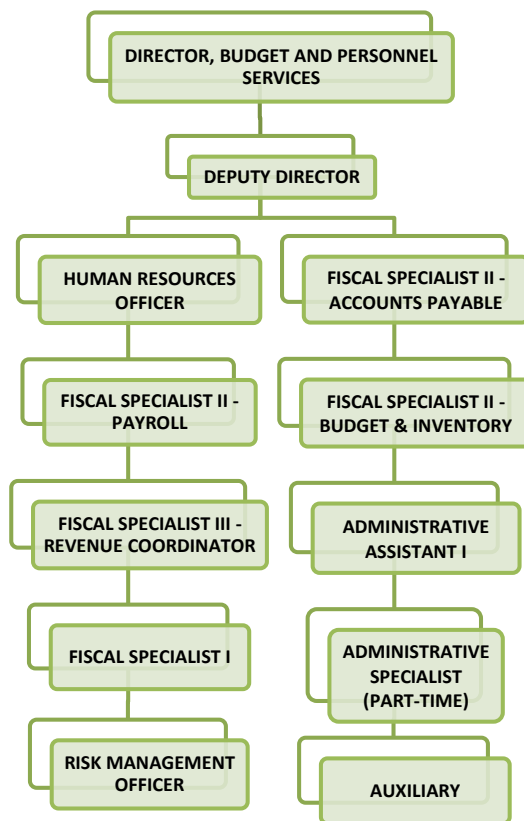 DIRECTOR, BUDGET AND PERSONNEL
SERVICES
DEPUTY DIRECTOR
HUMAN RESOURCES
OFFICER
FISCAL SPECIALIST II -
PAYROLL
FISCAL SPECIALIST III -
REVENUE COORDINATOR
FISCAL SPECIALIST I
RISK MANAGEMENT
OFFICER
FISCAL SPECIALIST II -
ACCOUNTS PAYABLE
FISCAL SPECIALIST II -
BUDGET & INVENTORY
ADMINISTRATIVE
ASSISTANT I
ADMINISTRATIVE
SPECIALIST
(PART-TIME)
AUXILIARY